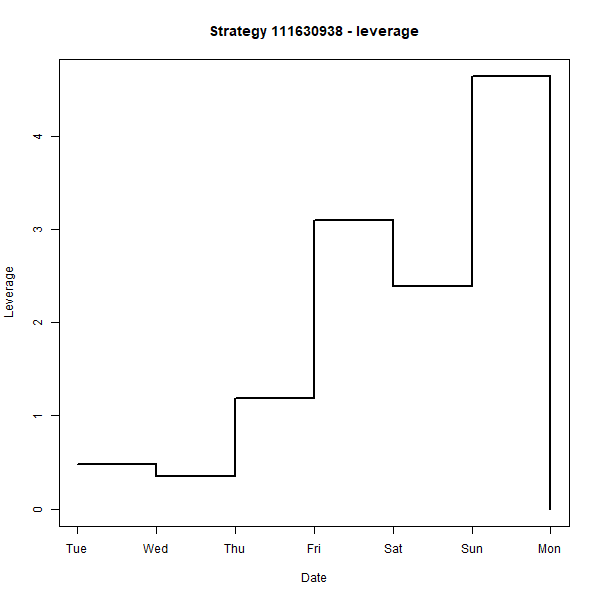 Strategy 111630938 - leverage
4
3
2
1
0
Leverage
Tue Wed Thu Fri Sat Sun Mon
Date